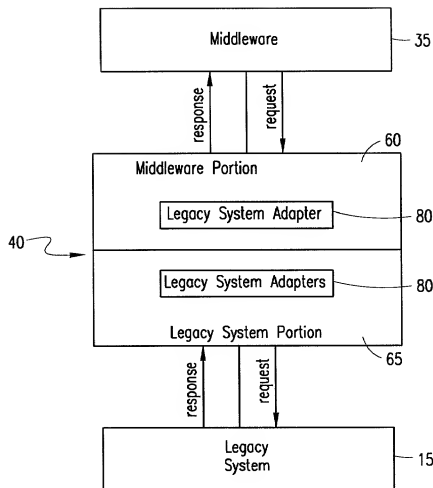 Middleware
35
response
request
60
Middleware Portion
Legacy System Adapter
80
40
Legacy System Adapters
80
Legacy System Portion
65
response
request
Legacy
System
15